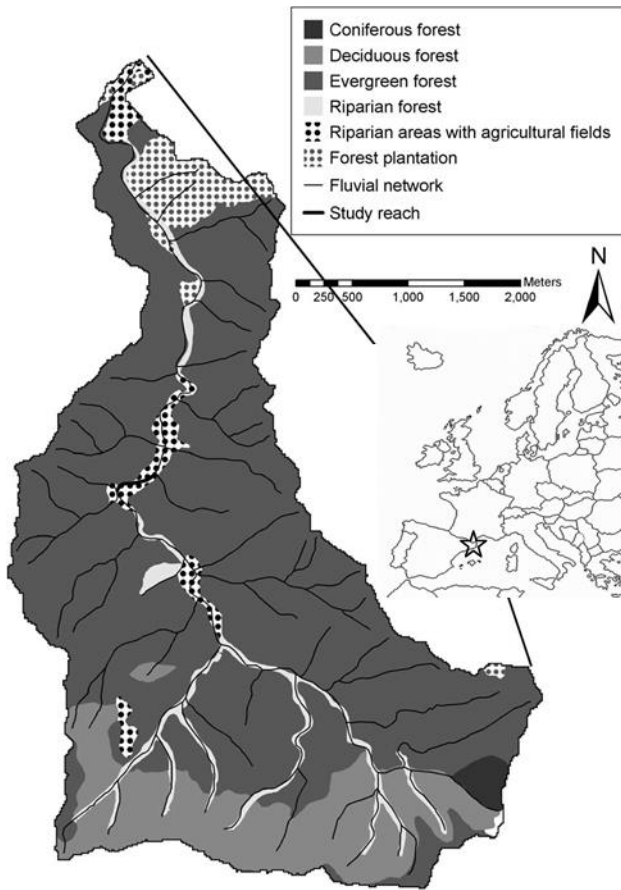 Coniferous forest
Deciduous forest
Evergreen forest
Riparian forest
Riparian areas with agricultural fields
Forest plantation
Fluvial network
Study reach
N
Meters
0 250 500 1,000 1,500 2,000